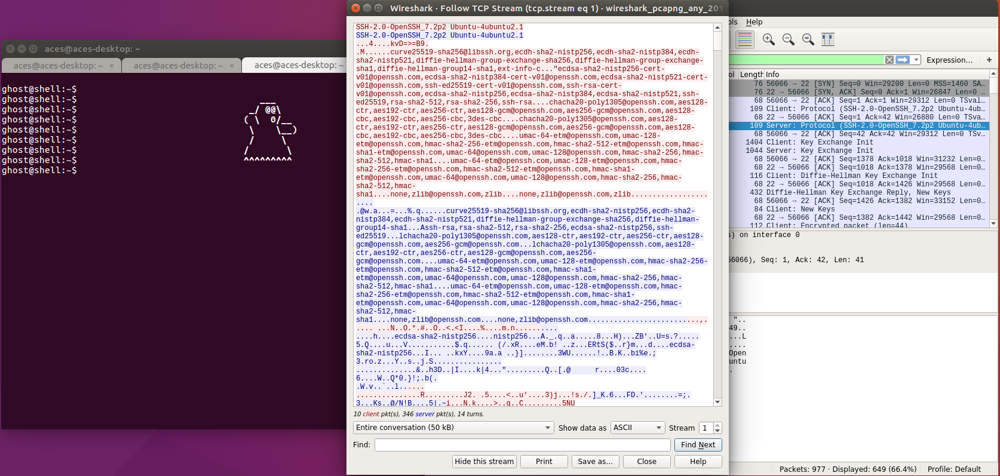 aces@aces-desktop: ~
aces@aces-desktop: ~ ×
aces@aces-desktop: ~ ×
aces@aces-desktop: ~
ghost@shell:~$
ghost@shell:~$
ghost@shell:~$
ghost@shell:~$
ghost@shell:~$
ghost@shell:~$
ghost@shell:~$
ghost@shell:~$
ghost@shell:~$
___
_/ @@\
( \  0/__
\    \__)
/     \
/       \
^^^^^^^^^
Wireshark · Follow TCP Stream (tcp.stream eq 1) · wireshark_pcapng_any_201
SSH-2.0-OpenSSH_7.2p2 Ubuntu-4ubuntu2.1
SSH-2.0-OpenSSH_7.2p2 Ubuntu-4ubuntu2.1
...4....kvD=>=B9.
.M......curve25519-sha256@libssh.org,ecdh-sha2-nistp256,ecdh-sha2-nistp384,ecdh-
sha2-nistp521,diffie-hellman-group-exchange-sha256,diffie-hellman-group-exchange-
sha1,diffie-hellman-group14-sha1,ext-info-c..."ecdsa-sha2-nistp256-cert-
v01@openssh.com,ecdsa-sha2-nistp384-cert-v01@openssh.com,ecdsa-sha2-nistp521-cert-
v01@openssh.com,ssh-ed25519-cert-v01@openssh.com,ssh-rsa-cert-
v01@openssh.com,ecdsa-sha2-nistp256,ecdsa-sha2-nistp384,ecdsa-sha2-nistp521,ssh-
ed25519,rsa-sha2-512,rsa-sha2-256,ssh-rsa....chacha20-poly1305@openssh.com,aes128-
ctr,aes192-ctr,aes256-ctr,aes128-gcm@openssh.com,aes256-gcm@openssh.com,aes128-
cbc,aes192-cbc,aes256-cbc,3des-cbc....chacha20-poly1305@openssh.com,aes128-
ctr,aes192-ctr,aes256-ctr,aes128-gcm@openssh.com,aes256-gcm@openssh.com,aes128-
cbc,aes192-cbc,aes256-cbc,3des-cbc....umac-64-etm@openssh.com,umac-128-
etm@openssh.com,hmac-sha2-256-etm@openssh.com,hmac-sha2-512-etm@openssh.com,hmac-
sha1-etm@openssh.com,umac-64@openssh.com,umac-128@openssh.com,hmac-sha2-256,hmac-
sha2-512,hmac-sha1....umac-64-etm@openssh.com,umac-128-etm@openssh.com,hmac-
sha2-256-etm@openssh.com,hmac-sha2-512-etm@openssh.com,hmac-sha1-
etm@openssh.com,umac-64@openssh.com,umac-128@openssh.com,hmac-sha2-256,hmac-
sha2-512,hmac-
sha1....none,zlib@openssh.com,zlib....none,zlib@openssh.com,zlib..................
....
.@w.a...=...%.q......curve25519-sha256@libssh.org,ecdh-sha2-nistp256,ecdh-sha2-
nistp384,ecdh-sha2-nistp521,diffie-hellman-group-exchange-sha256,diffie-hellman-
group14-sha1...Assh-rsa,rsa-sha2-512,rsa-sha2-256,ecdsa-sha2-nistp256,ssh-
ed25519...lchacha20-poly1305@openssh.com,aes128-ctr,aes192-ctr,aes256-ctr,aes128-
gcm@openssh.com,aes256-gcm@openssh.com...lchacha20-poly1305@openssh.com,aes128-
ctr,aes192-ctr,aes256-ctr,aes128-gcm@openssh.com,aes256-
gcm@openssh.com....umac-64-etm@openssh.com,umac-128-etm@openssh.com,hmac-sha2-256-
etm@openssh.com,hmac-sha2-512-etm@openssh.com,hmac-sha1-
etm@openssh.com,umac-64@openssh.com,umac-128@openssh.com,hmac-sha2-256,hmac-
sha2-512,hmac-sha1....umac-64-etm@openssh.com,umac-128-etm@openssh.com,hmac-
sha2-256-etm@openssh.com,hmac-sha2-512-etm@openssh.com,hmac-sha1-
etm@openssh.com,umac-64@openssh.com,umac-128@openssh.com,hmac-sha2-256,hmac-
sha2-512,hmac-
sha1....none,zlib@openssh.com....none,zlib@openssh.com..........................,.
..... ...N..O.*.#..O..<.<I....%....m.n..........
....h....ecdsa-sha2-nistp256....nistp256...A._.q..a.....8...H)...ZB'..U=s.?.....
5.Q....u...V...........$.q...... (/.xR....eM.b! ..z...ERtS($..r}m...d....ecdsa-
sha2-nistp256...I... ..kxY....9a.a ..}]........3WU......!..B.K..bi%e.;
3.ro.z...Y..s..j.S................
..............&..h3D..|I....k|4...".........Q..[.@      r....03c....
6....W..Q*0.}!;.b(.
.W.v..`..l.....
...............R.........J2. .5....<..u'....3)j...!s./.]_K.6...FD.'........=;.
3...Ks..@/N!B....5|.~i...N.k....>..q..C.........5NU
10 client pkt(s), 346 server pkt(s), 14 turns.
Entire conversation (50 kB)
Show data as ASCII
Stream 1
Find:
Find Next
Hide this stream
Print
Save as…
Close
Help
ols Help
Expression…
+
ol Length Info
76 56066 → 22 [SYN] Seq=0 Win=29200 Len=0 MSS=1460 SA…
76 22 → 56066 [SYN, ACK] Seq=0 Ack=1 Win=26847 Len=0 …
68 56066 → 22 [ACK] Seq=1 Ack=1 Win=29312 Len=0 TSval…
109 Client: Protocol (SSH-2.0-OpenSSH_7.2p2 Ubuntu-4ub…
68 22 → 56066 [ACK] Seq=1 Ack=42 Win=26880 Len=0 TSva…
109 Server: Protocol (SSH-2.0-OpenSSH_7.2p2 Ubuntu-4ub…
68 56066 → 22 [ACK] Seq=42 Ack=42 Win=29312 Len=0 TSv…
1404 Client: Key Exchange Init
1044 Server: Key Exchange Init
68 56066 → 22 [ACK] Seq=1378 Ack=1018 Win=31232 Len=0…
68 22 → 56066 [ACK] Seq=1018 Ack=1378 Win=29568 Len=0…
116 Client: Diffie-Hellman Key Exchange Init
68 22 → 56066 [ACK] Seq=1018 Ack=1426 Win=29568 Len=0…
432 Diffie-Hellman Key Exchange Reply, New Keys
68 56066 → 22 [ACK] Seq=1426 Ack=1382 Win=33152 Len=0…
84 Client: New Keys
68 22 → 56066 [ACK] Seq=1382 Ack=1442 Win=29568 Len=0…
112 Client: Encrypted packet (len=44)
s) on interface 0
56066), Seq: 1, Ack: 42, Len: 41
"..
49..
...L
....
Open
untu
.
Packets: 977 · Displayed: 649 (66.4%)
Profile: Default